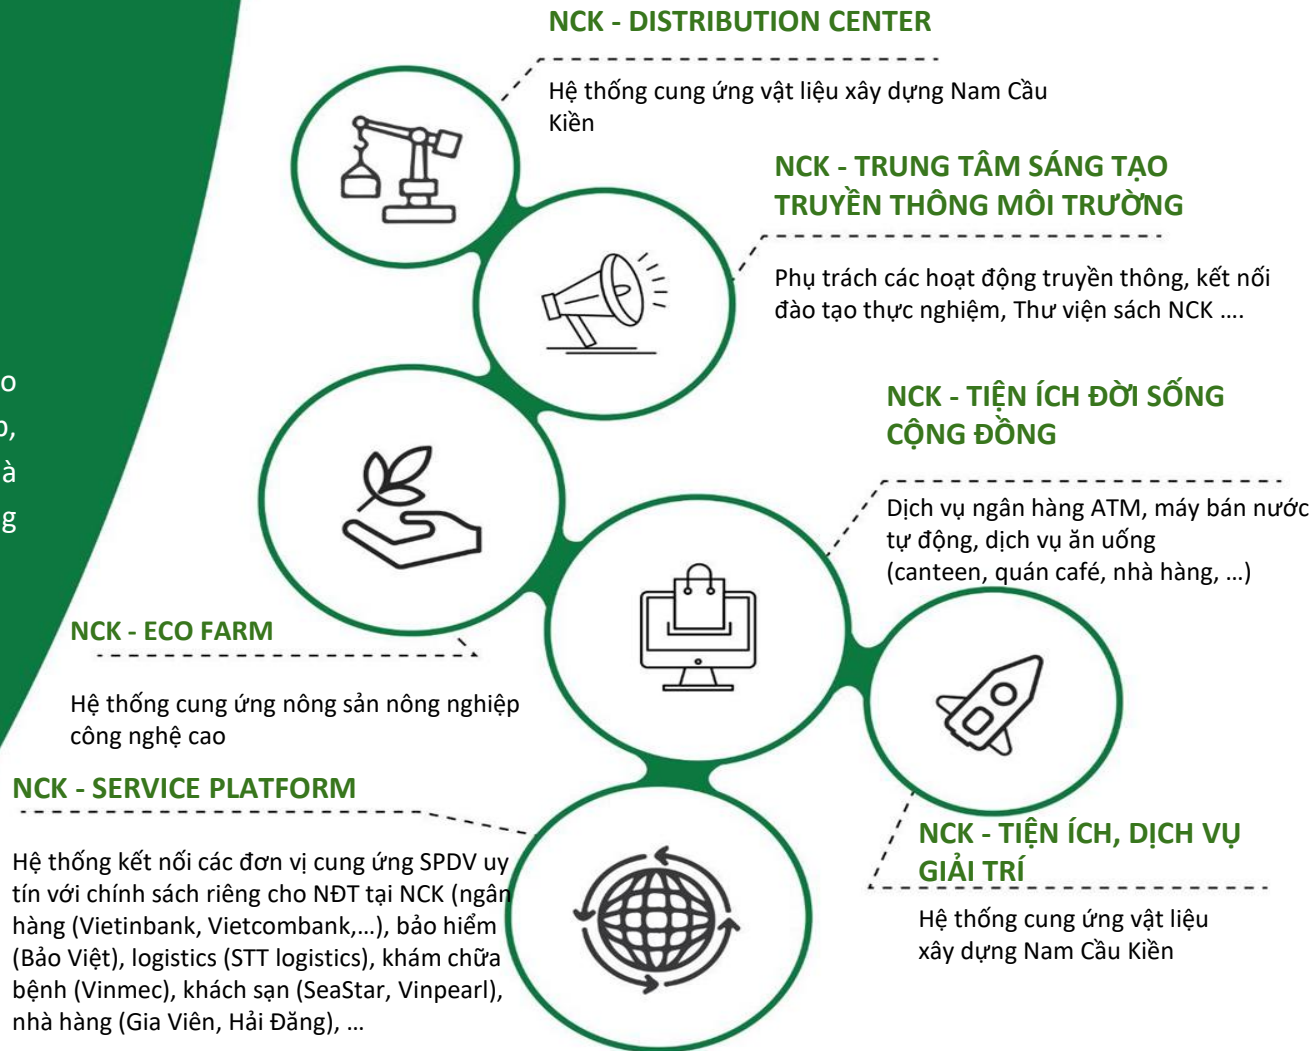 NCK - DISTRIBUTION CENTER
Hệ thống cung ứng vật liệu xây dựng Nam Cầu
Kiền
NCK - TRUNG TÂM SÁNG TẠO
TRUYỀN THÔNG MÔI TRƯỜNG
Phụ trách các hoạt động truyền thông, kết nối
đào tạo thực nghiệm, Thư viện sách NCK ....
NCK - TIỆN ÍCH ĐỜI SỐNG
CỘNG ĐỒNG
Dịch vụ ngân hàng ATM, máy bán nước
tự động, dịch vụ ăn uống
(canteen, quán café, nhà hàng, ...)
NCK - ECO FARM
Hệ thống cung ứng nông sản nông nghiệp
công nghệ cao
NCK - SERVICE PLATFORM
Hệ thống kết nối các đơn vị cung ứng SPDV uy
tín với chính sách riêng cho NĐT tại NCK (ngân
hàng (Vietinbank, Vietcombank,...), bảo hiểm
(Bảo Việt), logistics (STT logistics), khám chữa
bệnh (Vinmec), khách sạn (SeaStar, Vinpearl),
nhà hàng (Gia Viên, Hải Đăng), ...
NCK - TIỆN ÍCH, DỊCH VỤ
GIẢI TRÍ
Hệ thống cung ứng vật liệu
xây dựng Nam Cầu Kiền